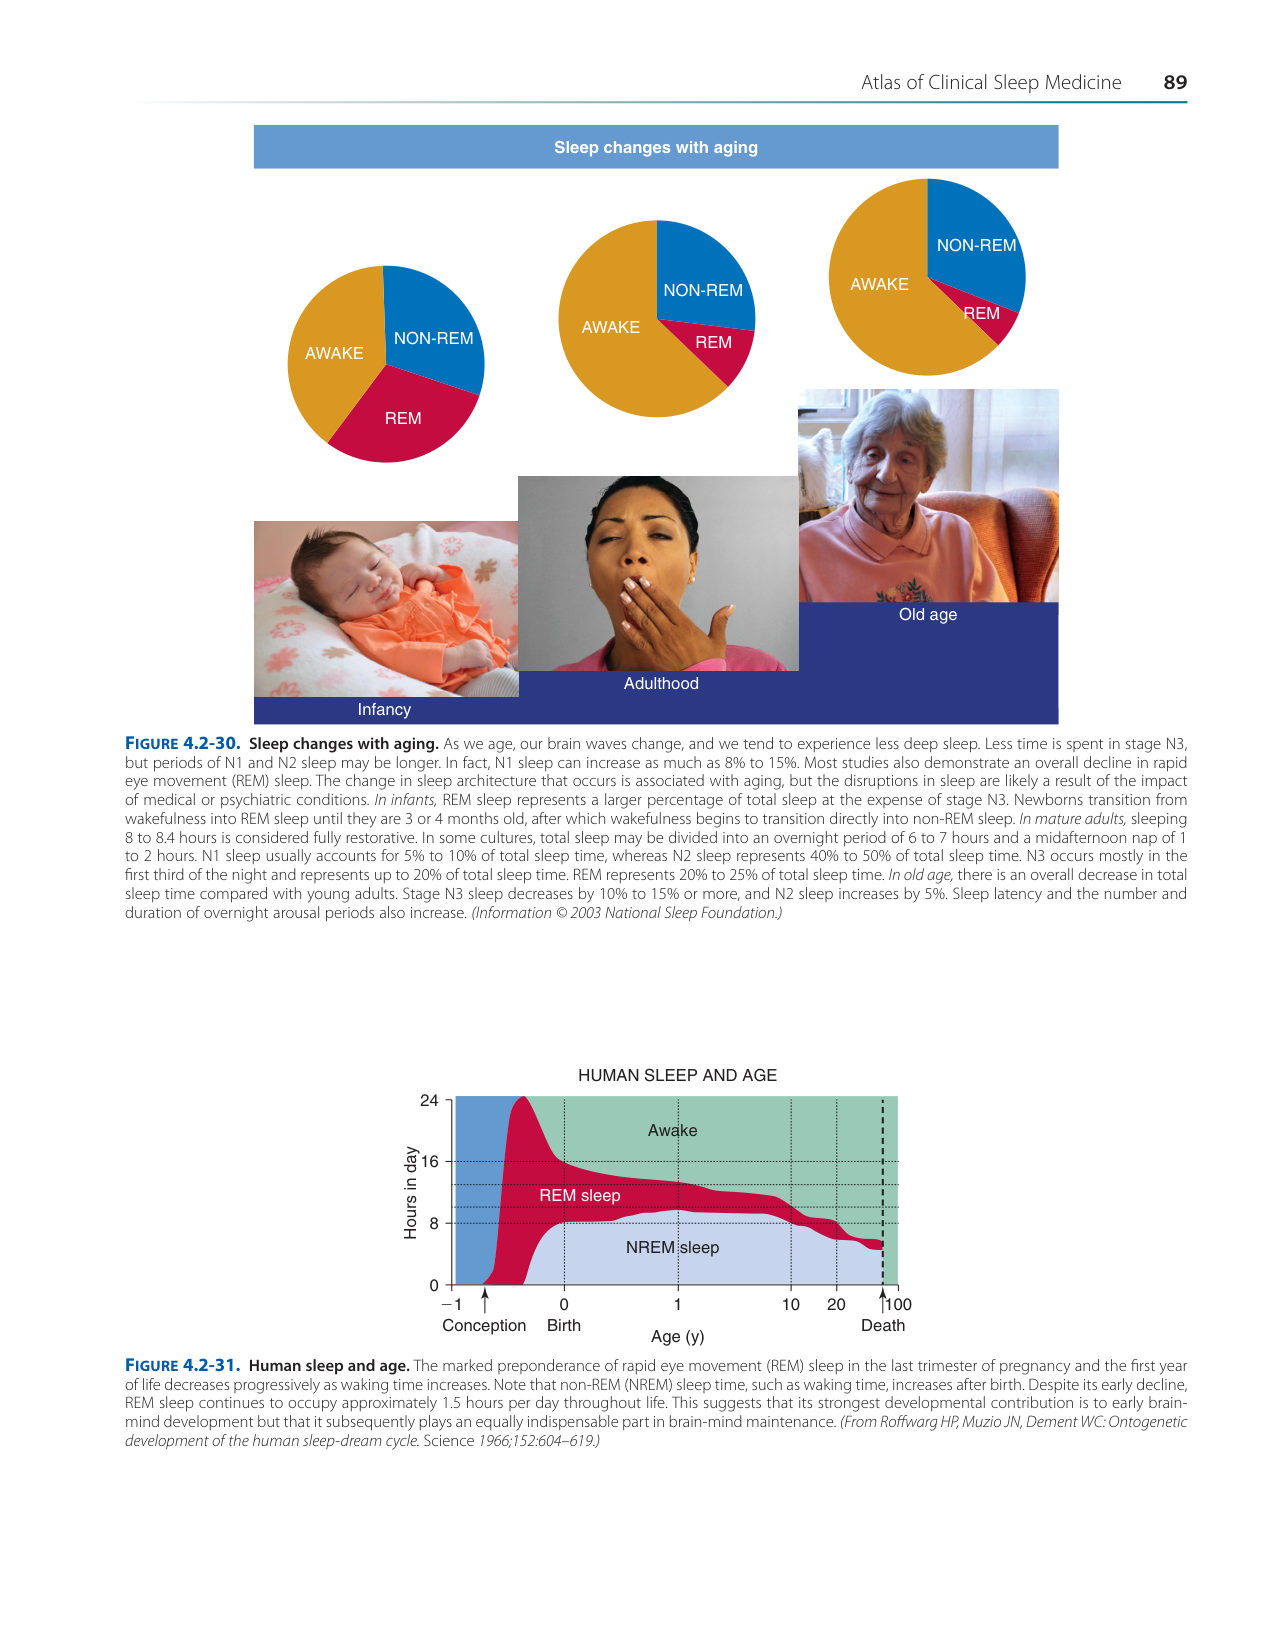 Atlas of Clinical Sleep Medicine 89
Sleep changes with aging
AWAKE
NON-REM
REM
AWAKE
NON-REM
REM
AWAKE
NON-REM
REM
Infancy
Adulthood
Old age
FIGURE 4.2-30. Sleep changes with aging. As we age, our brain waves change, and we tend to experience less deep sleep. Less time is spent in stage N3,
but periods of N1 and N2 sleep may be longer. In fact, N1 sleep can increase as much as 8% to 15%. Most studies also demonstrate an overall decline in rapid
eye movement (REM) sleep. The change in sleep architecture that occurs is associated with aging, but the disruptions in sleep are likely a result of the impact
of medical or psychiatric conditions. In infants, REM sleep represents a larger percentage of total sleep at the expense of stage N3. Newborns transition from
wakefulness into REM sleep until they are 3 or 4 months old, after which wakefulness begins to transition directly into non-REM sleep. In mature adults, sleeping
8 to 8.4 hours is considered fully restorative. In some cultures, total sleep may be divided into an overnight period of 6 to 7 hours and a midafternoon nap of 1
to 2 hours. N1 sleep usually accounts for 5% to 10% of total sleep time, whereas N2 sleep represents 40% to 50% of total sleep time. N3 occurs mostly in the
first third of the night and represents up to 20% of total sleep time. REM represents 20% to 25% of total sleep time. In old age, there is an overall decrease in total
sleep time compared with young adults. Stage N3 sleep decreases by 10% to 15% or more, and N2 sleep increases by 5%. Sleep latency and the number and
duration of overnight arousal periods also increase. (Information © 2003 National Sleep Foundation.)
HUMAN SLEEP AND AGE
Hours in day
24
16
8
0
Awake
REM sleep
NREM sleep
−1 0 1 10 20 100
Conception Birth Death
Age (y)
FIGURE 4.2-31. Human sleep and age. The marked preponderance of rapid eye movement (REM) sleep in the last trimester of pregnancy and the first year
of life decreases progressively as waking time increases. Note that non-REM (NREM) sleep time, such as waking time, increases after birth. Despite its early decline,
REM sleep continues to occupy approximately 1.5 hours per day throughout life. This suggests that its strongest developmental contribution is to early brain-
mind development but that it subsequently plays an equally indispensable part in brain-mind maintenance. (From Roffwarg HP, Muzio JN, Dement WC: Ontogenetic
development of the human sleep-dream cycle. Science 1966;152:604–619.)